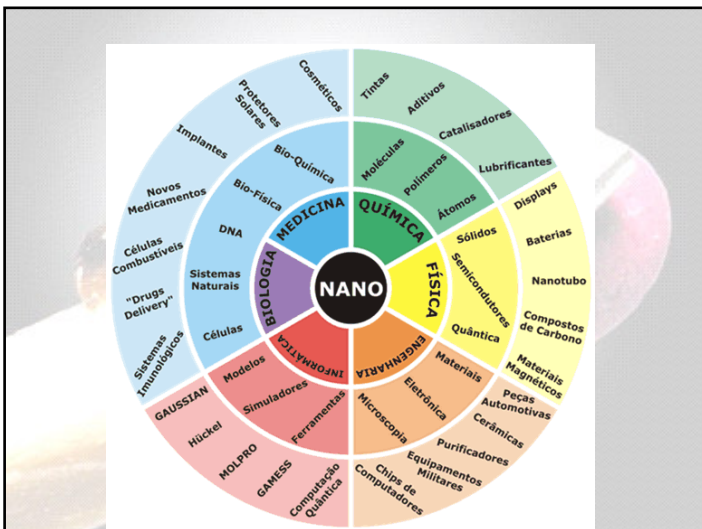 NANO
MEDICINA
QUÍMICA
FÍSICA
ENGENHARIA
INFORMÁTICA
BIOLOGIA
Bio-Química
Bio-Física
DNA
Sistemas
Naturais
Células
Moléculas
Polímeros
Átomos
Sólidos
Semicondutores
Quântica
Materiais
Eletrônica
Microscopia
Ferramentas
Simuladores
Modelos
Cosméticos
Protetores
Solares
Implantes
Novos
Medicamentos
Células
Combustíveis
"Drugs
Delivery"
Sistemas
Imunológicos
Tintas
Aditivos
Catalisadores
Lubrificantes
Displays
Baterias
Nanotubo
Compostos
de Carbono
Materiais
Magnéticos
Peças
Automotivas
Cerâmicas
Purificadores
Equipamentos
Militares
Chips de
Computadores
Computação
Quântica
GAMESS
MOLPRO
Hückel
GAUSSIAN